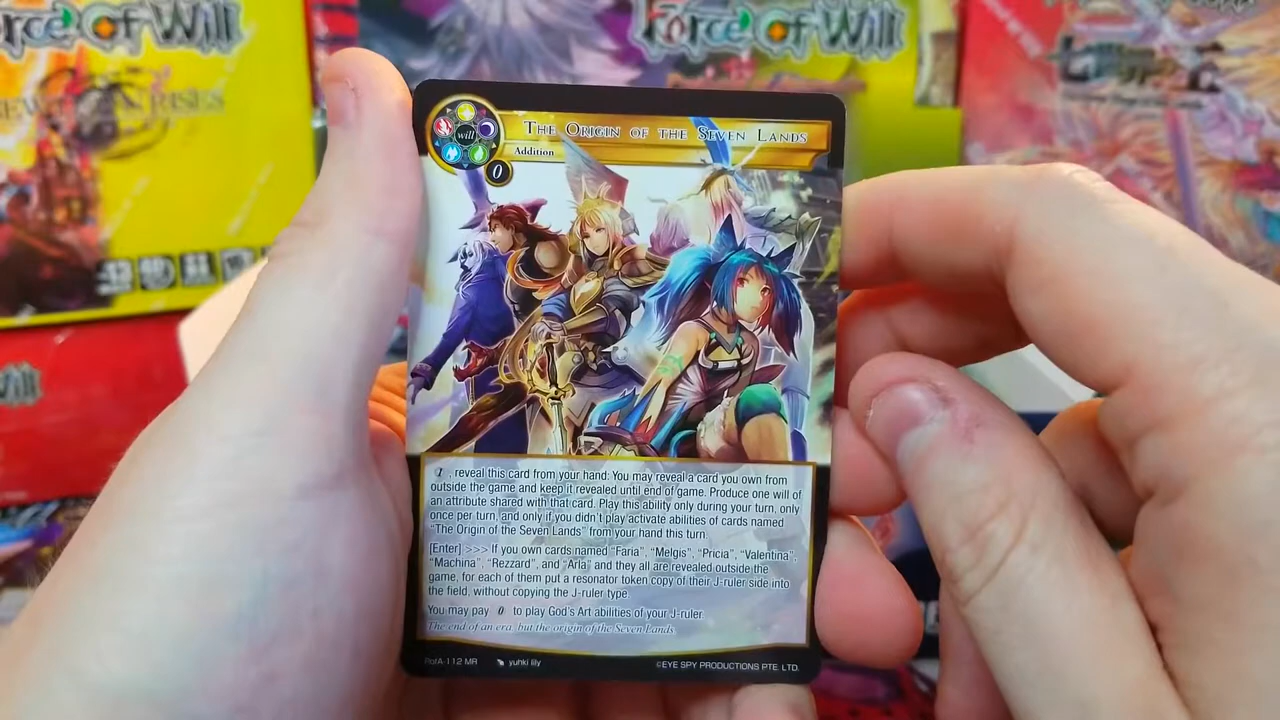 Force Of Will
Force Of Will
RISES
Will
will
THE ORIGIN OF THE SEVEN LANDS
Addition
0
1 , reveal this card from your hand: You may reveal a card you own from
outside the game and keep it revealed until end of game. Produce one will of
an attribute shared with that card. Play this ability only during your turn, only
once per turn, and only if you didn't play activate abilities of cards named
"The Origin of the Seven Lands" from your hand this turn.
[Enter] >>> If you own cards named "Faria", "Melgis", "Pricia", "Valentina",
"Machina", "Rezzard", and "Arla" and they all are revealed outside the
game, for each of them put a resonator token copy of their J-ruler side into
the field, without copying the J-ruler type.
You may pay 0 to play God's Art abilities of your J-ruler.
The end of an era, but the origin of the Seven Lands.
PofA-112 MR yuhki lily ©EYE SPY PRODUCTIONS PTE. LTD.